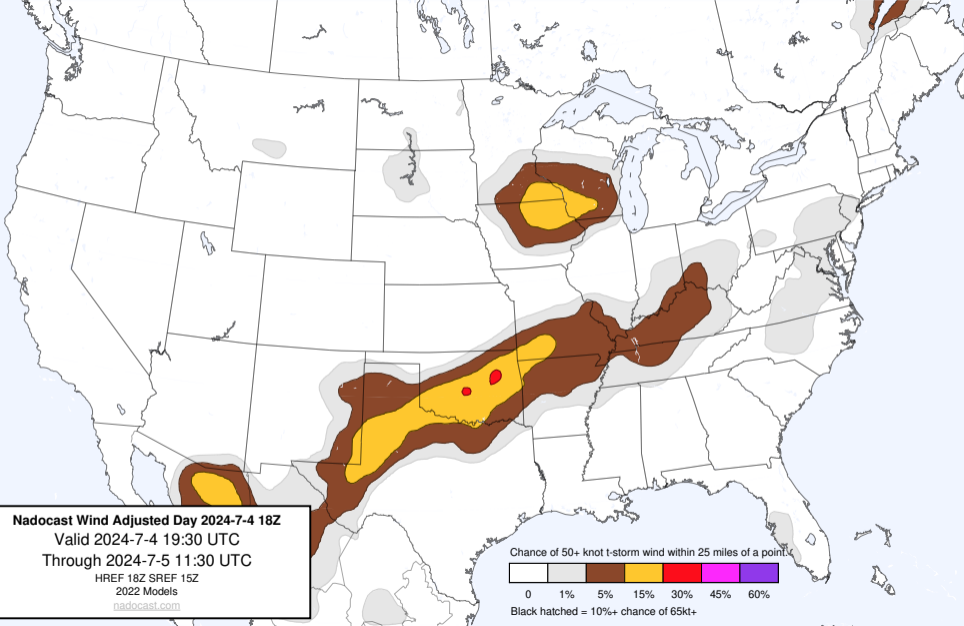 Nadocast Wind Adjusted Day 2024-7-4 18Z
Valid 2024-7-4 19:30 UTC
Through 2024-7-5 11:30 UTC
HREF 18Z SREF 15Z
2022 Models
nadocast.com
Chance of 50+ knot t-storm wind within 25 miles of a point.
0 1% 5% 15% 30% 45% 60%
Black hatched = 10%+ chance of 65kt+